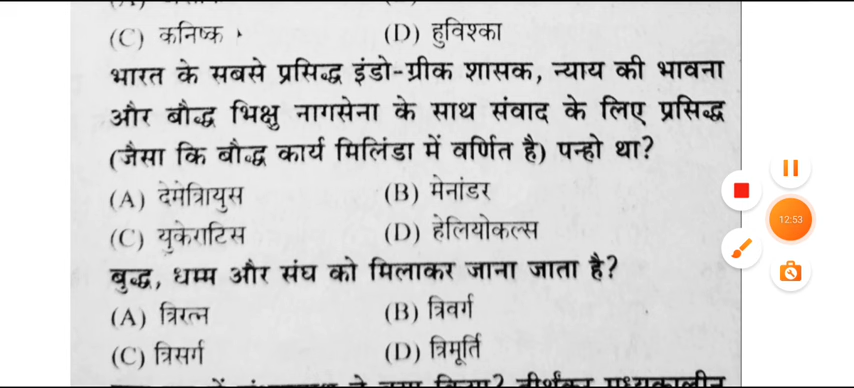 (C) कनिष्क
(D) हुविश्का
भारत के सबसे प्रसिद्ध इंडो-ग्रीक शासक, न्याय की भावना
और बौद्ध भिक्षु नागसेना के साथ संवाद के लिए प्रसिद्ध
(जैसा कि बौद्ध कार्य मिलिंडा में वर्णित है) पन्हो था?
(A) देमेत्रिायुस
(B) मेनांडर
(C) युकेराटिस
(D) हेलियोकल्स
बुद्ध, धम्म और संघ को मिलाकर जाना जाता है?
(A) त्रिरत्न
(B) त्रिवर्ग
(C) त्रिसर्ग
(D) त्रिमूर्ति
12:53